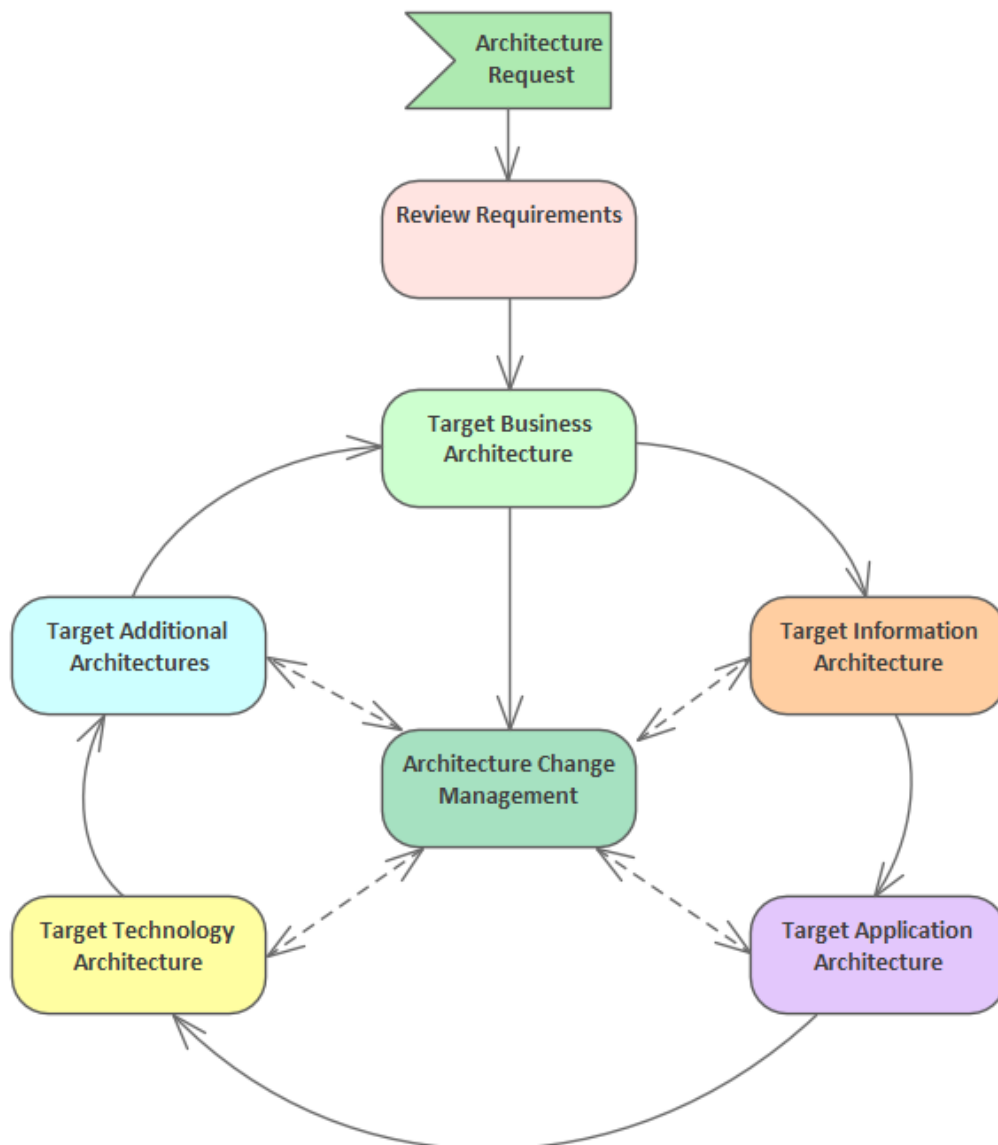 Architecture
Request
Review Requirements
Target Business
Architecture
Target Additional
Architectures
Target Information
Architecture
Architecture Change
Management
Target Technology
Architecture
Target Application
Architecture